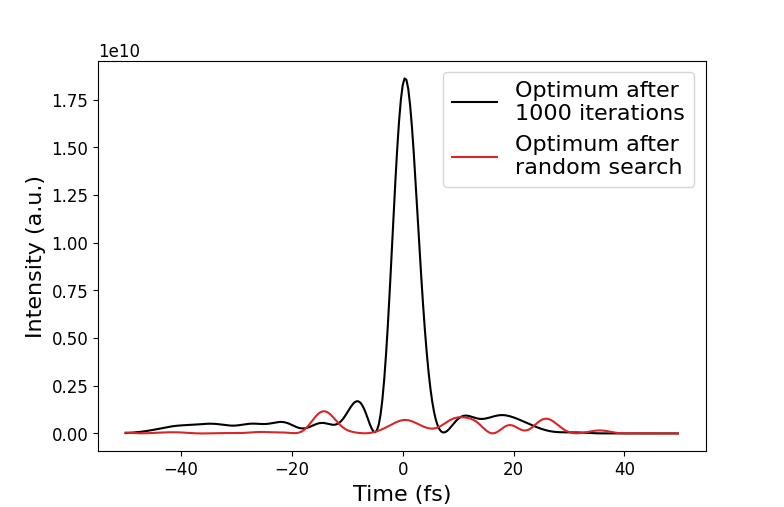 1e10
Optimum after
1000 iterations
Optimum after
random search
1.75
1.50
1.25
1.00
0.75
0.50
0.25
0.00
Intensity (a.u.)
−40
−20
0
20
40
Time (fs)